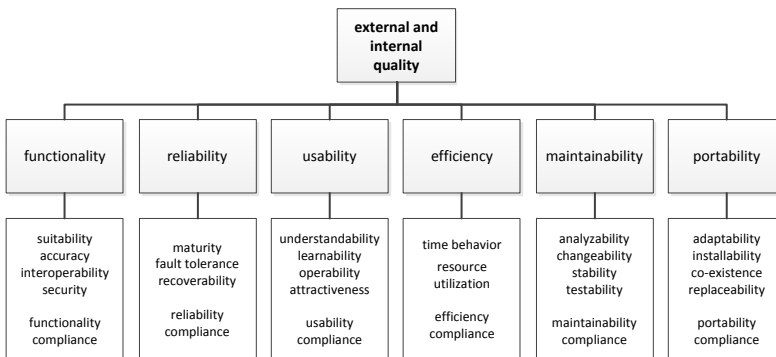 external and
internal
quality
functionality
reliability
usability
efficiency
maintainability
portability
suitability
accuracy
interoperability
security
functionality
compliance
maturity
fault tolerance
recoverability
reliability
compliance
understandability
learnability
operability
attractiveness
usability
compliance
time behavior
resource
utilization
efficiency
compliance
analyzability
changeability
stability
testability
maintainability
compliance
adaptability
installability
co-existence
replaceability
portability
compliance